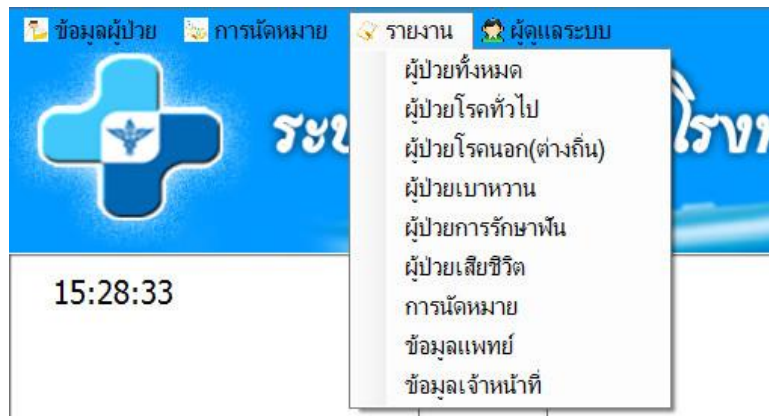 ข้อมูลผู้ป่วย การนัดหมาย รายงาน ผู้ดูแลระบบ
ผู้ป่วยทั้งหมด
ผู้ป่วยโรคทั่วไป
ผู้ป่วยโรคนอก(ต่างถิ่น)
ผู้ป่วยเบาหวาน
ผู้ป่วยการรักษาฟัน
ผู้ป่วยเสียชีวิต
การนัดหมาย
ข้อมูลแพทย์
ข้อมูลเจ้าหน้าที่
15:28:33